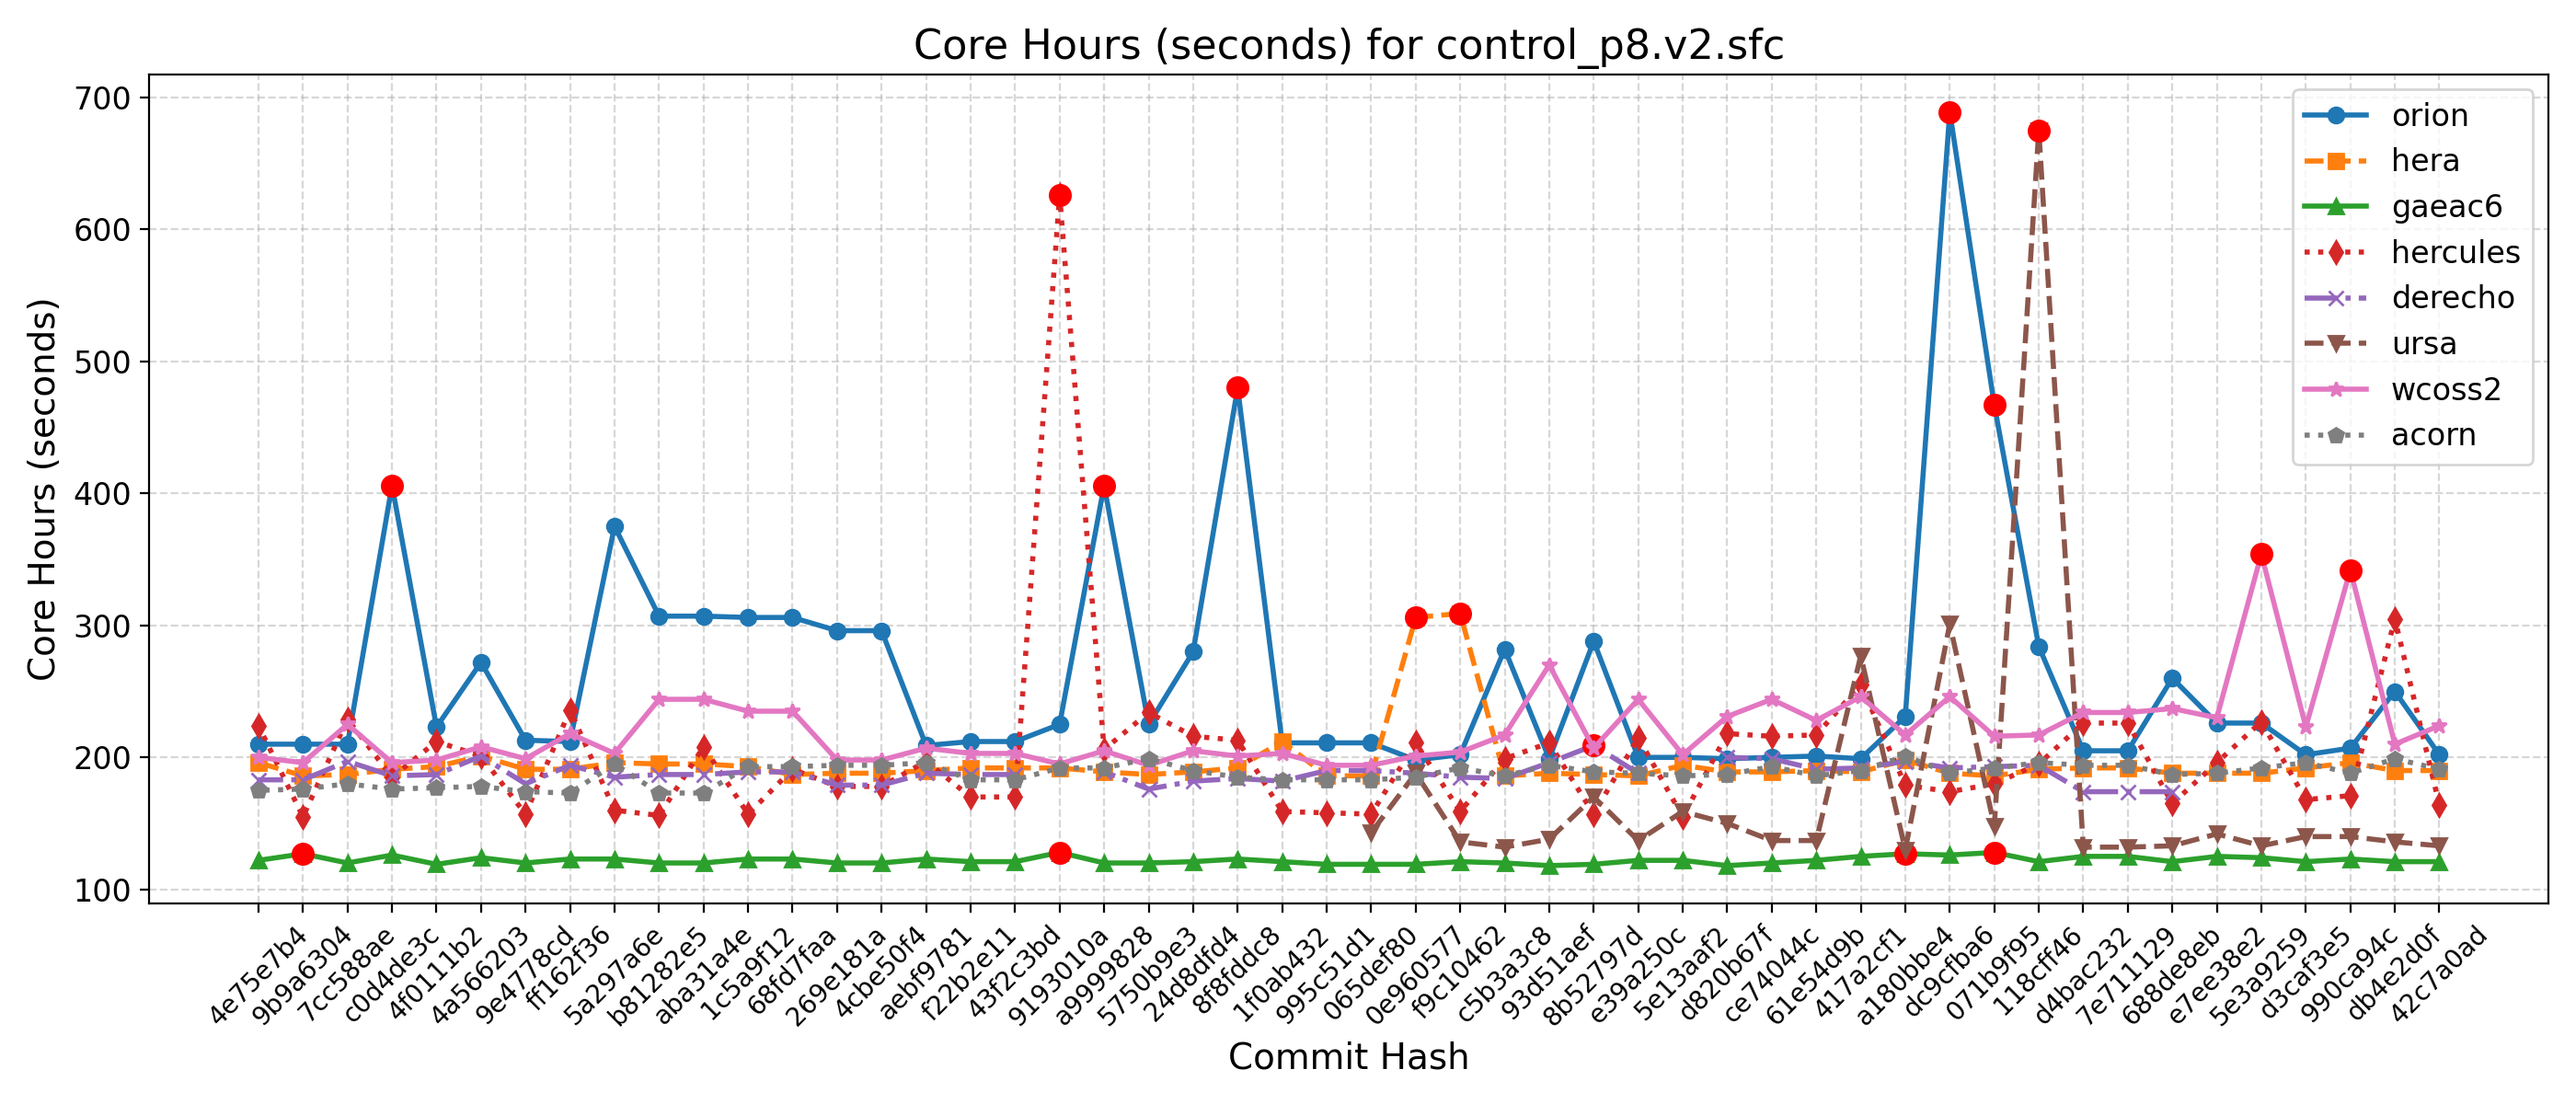 Core Hours (seconds) for control_p8.v2.sfc
Core Hours (seconds)
700
600
500
400
300
200
100
orion
hera
gaeac6
hercules
derecho
ursa
wcoss2
acorn
4e75e7b4
9b9a6304
7cc588ae
c0d4de3c
4f0111b2
4a566203
9e4778cd
ff162f36
5a297a6e
b81282e5
aba31a4e
1c5a9f12
68fd7faa
269e181a
4cbe50f4
aebf9781
f22b2e11
43f2c3bd
9193010a
a9999828
5750b9e3
24d8dfd4
8f8fddc8
1f0ab432
995c51d1
065def80
0e960577
f9c10462
c5b3a3c8
93d51aef
8b52797d
e39a250c
5e13aaf2
d820b67f
ce74044c
61e54d9b
417a2cf1
a180bbe4
dc9cfba6
071b9f95
118cff46
d4bac232
7e711129
688de8eb
e7ee38e2
5e3a9259
d3caf3e5
990ca94c
db4e2d0f
42c7a0ad
Commit Hash